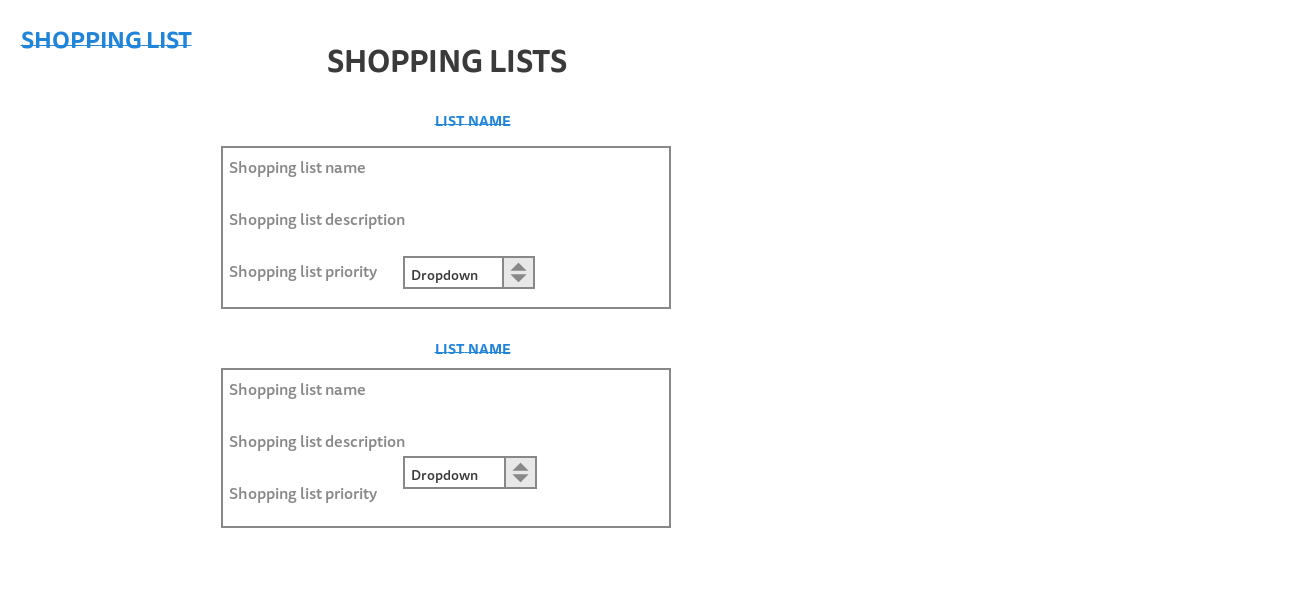 SHOPPING LIST
SHOPPING LISTS
LIST NAME
Shopping list name
Shopping list description
Shopping list priority Dropdown
LIST NAME
Shopping list name
Shopping list description
Dropdown
Shopping list priority